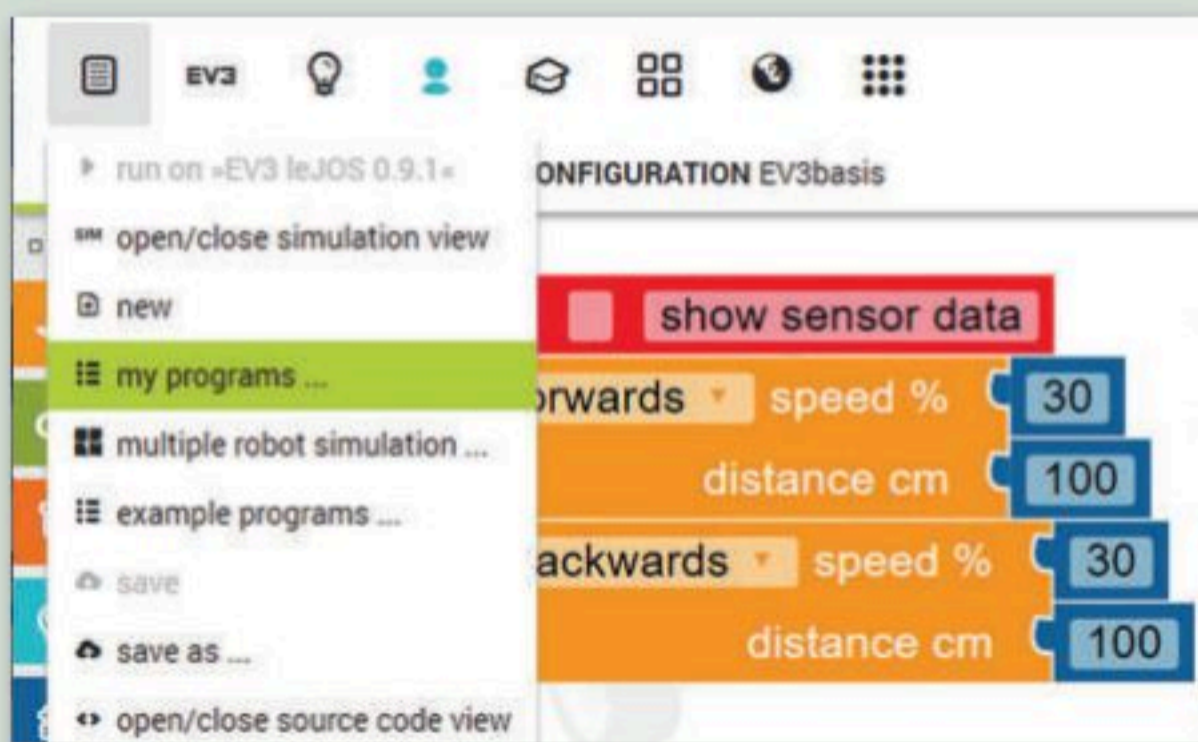 EV3
run on »EV3 leJOS 0.9.1«
ONFIGURATION EV3basis
SIM open/close simulation view
new
show sensor data
my programs ...
orwards speed % 30
multiple robot simulation ...
distance cm 100
example programs ...
ackwards speed % 30
save
distance cm 100
save as ...
<> open/close source code view